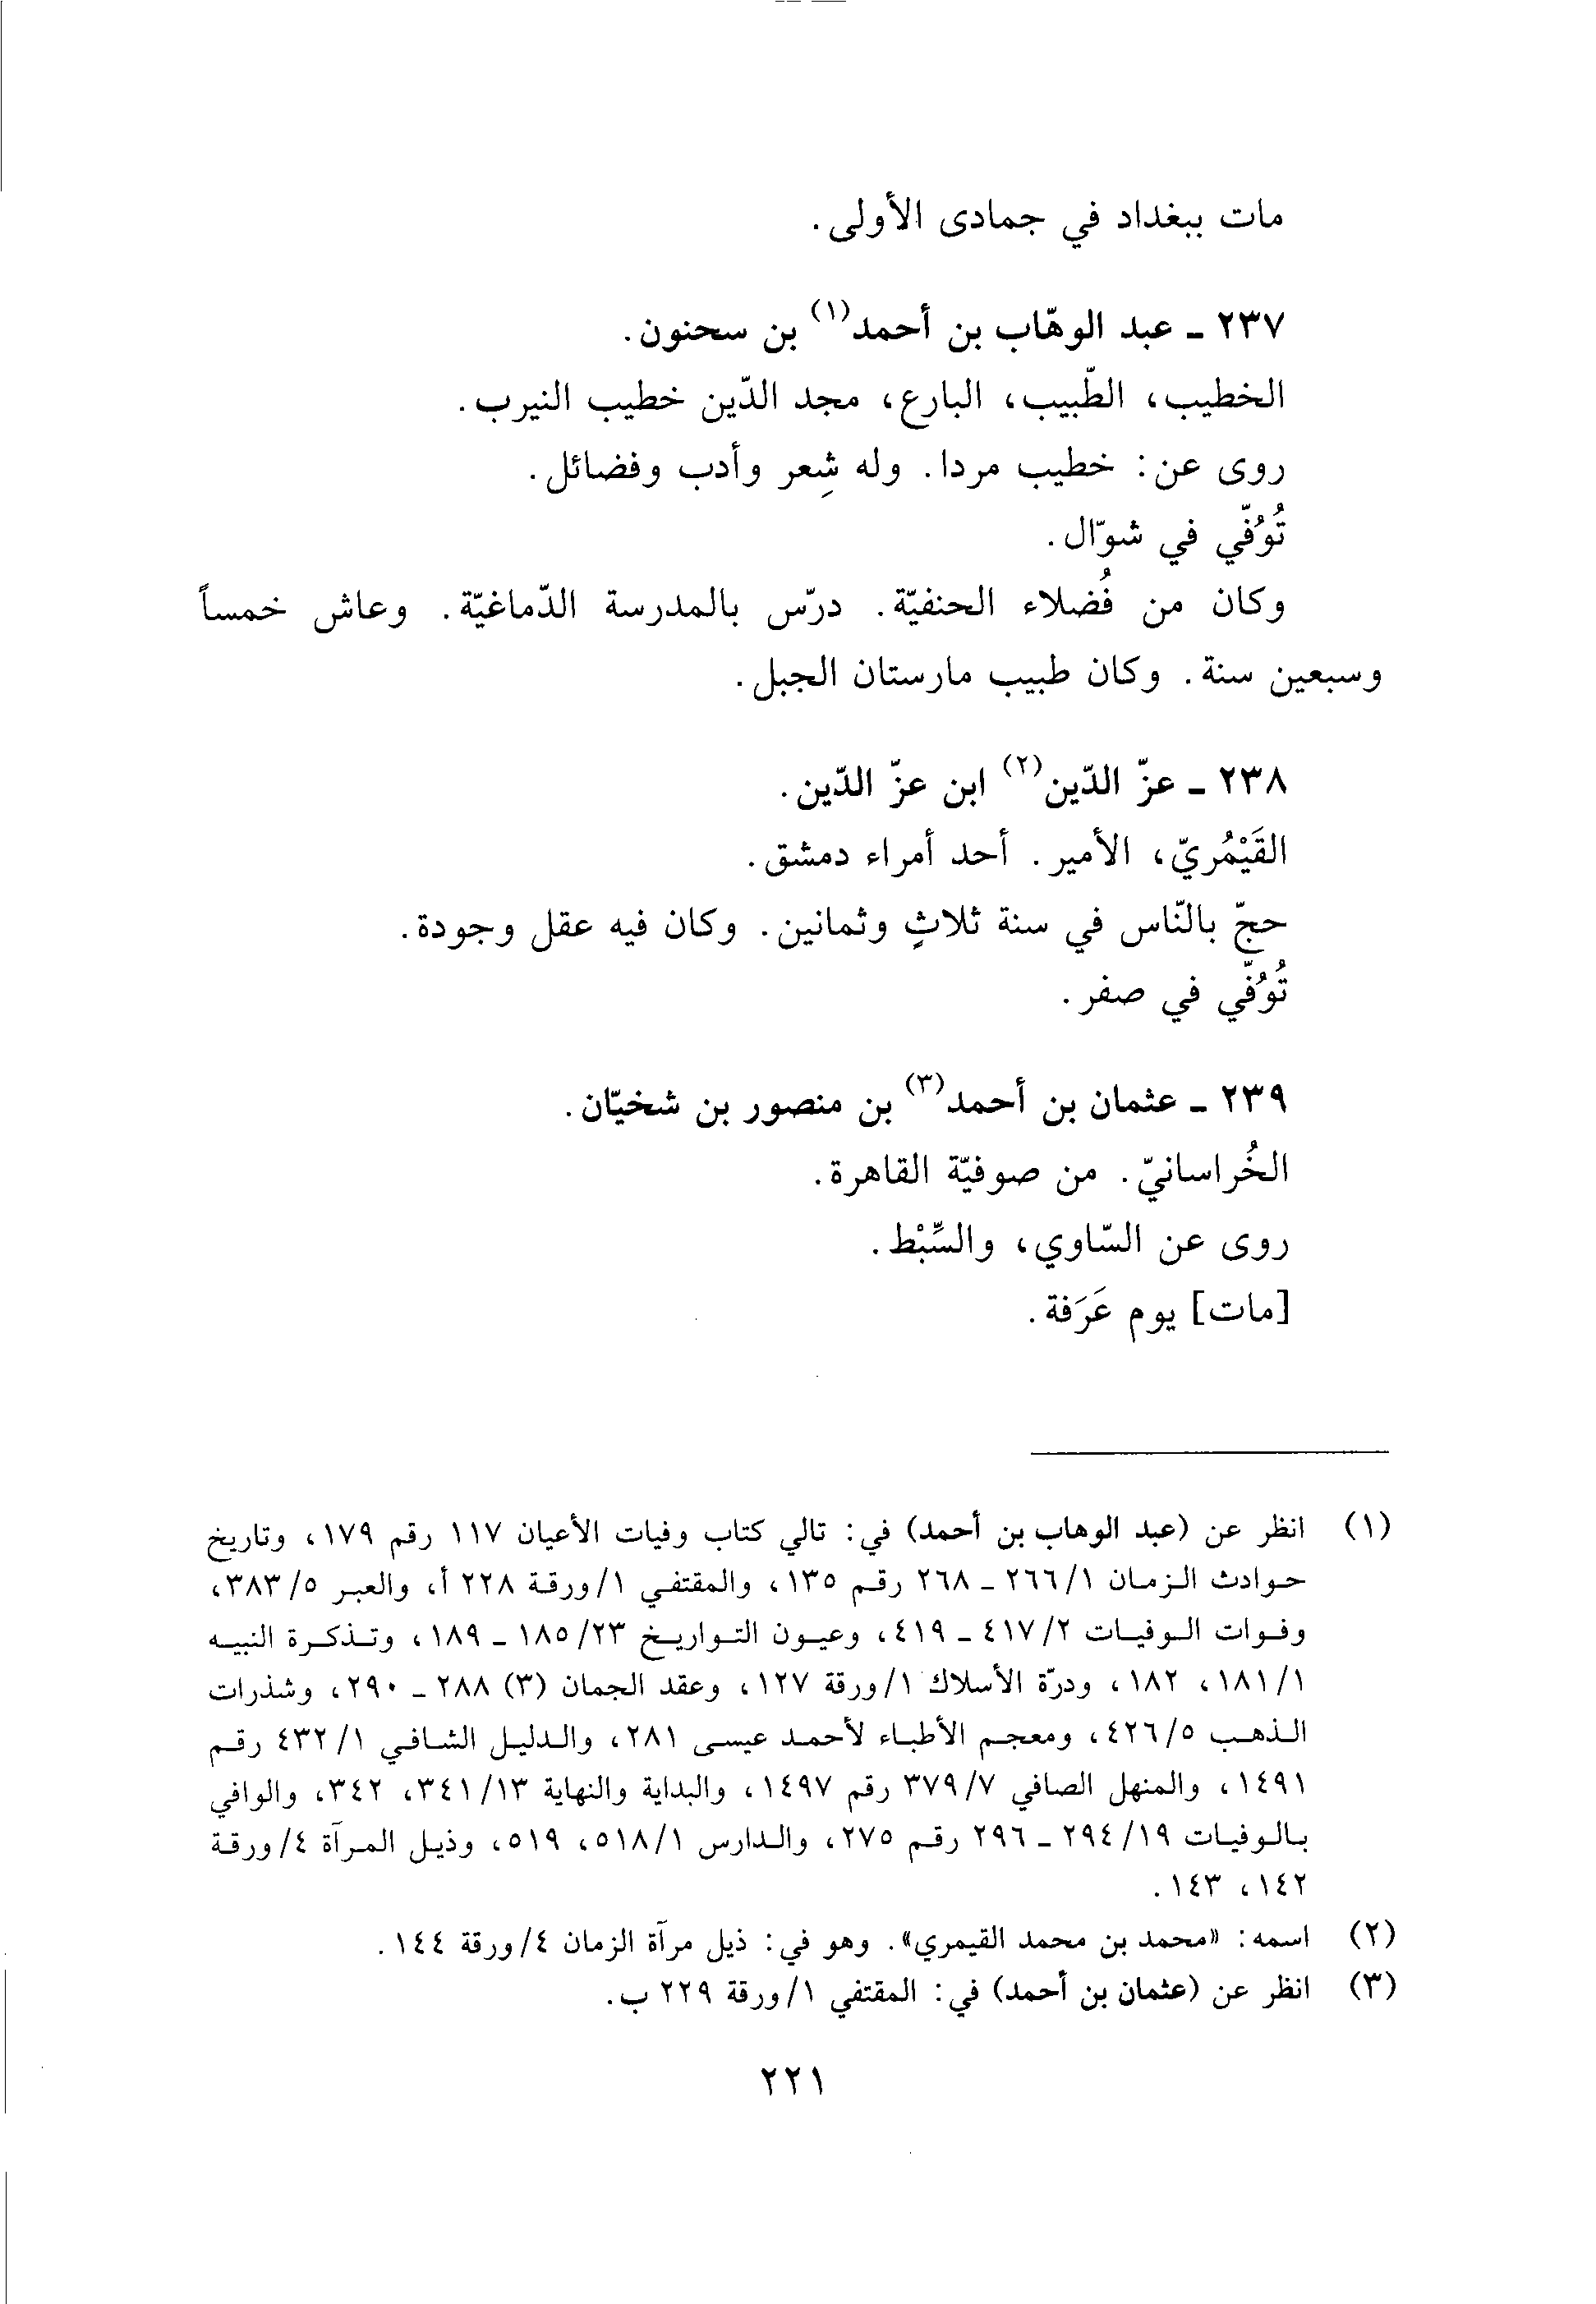 مات ببغداد في جمادى الأولى.
٢٣٧ ـ عبد الوهّاب بن أحمد(١) بن سحنون.
الخطيب، الطّبيب، البارع، مجد الدّين خطيب النيرب.
روى عن: خطيب مردا. وله شِعر وأدب وفضائل.
تُوُفّي في شوّال.
وكان من فُضلاء الحنفيّة. درّس بالمدرسة الدّماغيّة. وعاش خمساً
وسبعين سنة. وكان طبيب مارستان الجبل.
٢٣٨ ـ عزّ الدّين(٢) ابن عزّ الدّين.
القَيْمُريّ، الأمير. أحد أمراء دمشق.
حجّ بالنّاس في سنة ثلاثٍ وثمانين. وكان فيه عقل وجودة.
تُوُفّي في صفر.
٢٣٩ ـ عثمان بن أحمد(٣) بن منصور بن شخيّان.
الخُراسانيّ. من صوفيّة القاهرة.
روى عن السّاوي، والسِّبْط.
[مات] يوم عَرَفة.
(١) انظر عن (عبد الوهاب بن أحمد) في: تالي كتاب وفيات الأعيان ١١٧ رقم ١٧٩، وتاريخ
حوادث الزمان ١/ ٢٦٦ ـ ٢٦٨ رقم ١٣٥، والمقتفي ١/ورقة ٢٢٨ أ، والعبر ٥/ ٣٨٣،
وفوات الوفيات ٢/ ٤١٧ ـ ٤١٩، وعيون التواريخ ٢٣/ ١٨٥ ـ ١٨٩، وتذكرة النبيه
١/ ١٨١، ١٨٢، ودرّة الأسلاك ١/ورقة ١٢٧، وعقد الجمان (٣) ٢٨٨ ـ ٢٩٠، وشذرات
الذهب ٥/ ٤٢٦، ومعجم الأطباء لأحمد عيسى ٢٨١، والدليل الشافي ١/ ٤٣٢ رقم
١٤٩١، والمنهل الصافي ٧/ ٣٧٩ رقم ١٤٩٧، والبداية والنهاية ١٣/ ٣٤١، ٣٤٢، والوافي
بالوفيات ١٩/ ٢٩٤ ـ ٢٩٦ رقم ٢٧٥، والدارس ١/ ٥١٨، ٥١٩، وذيل المرآة ٤/ورقة
١٤٢، ١٤٣.
(٢) اسمه: «محمد بن محمد القيمري». وهو في: ذيل مرآة الزمان ٤/ورقة ١٤٤.
(٣) انظر عن (عثمان بن أحمد) في: المقتفي ١/ورقة ٢٢٩ ب.
٢٢١